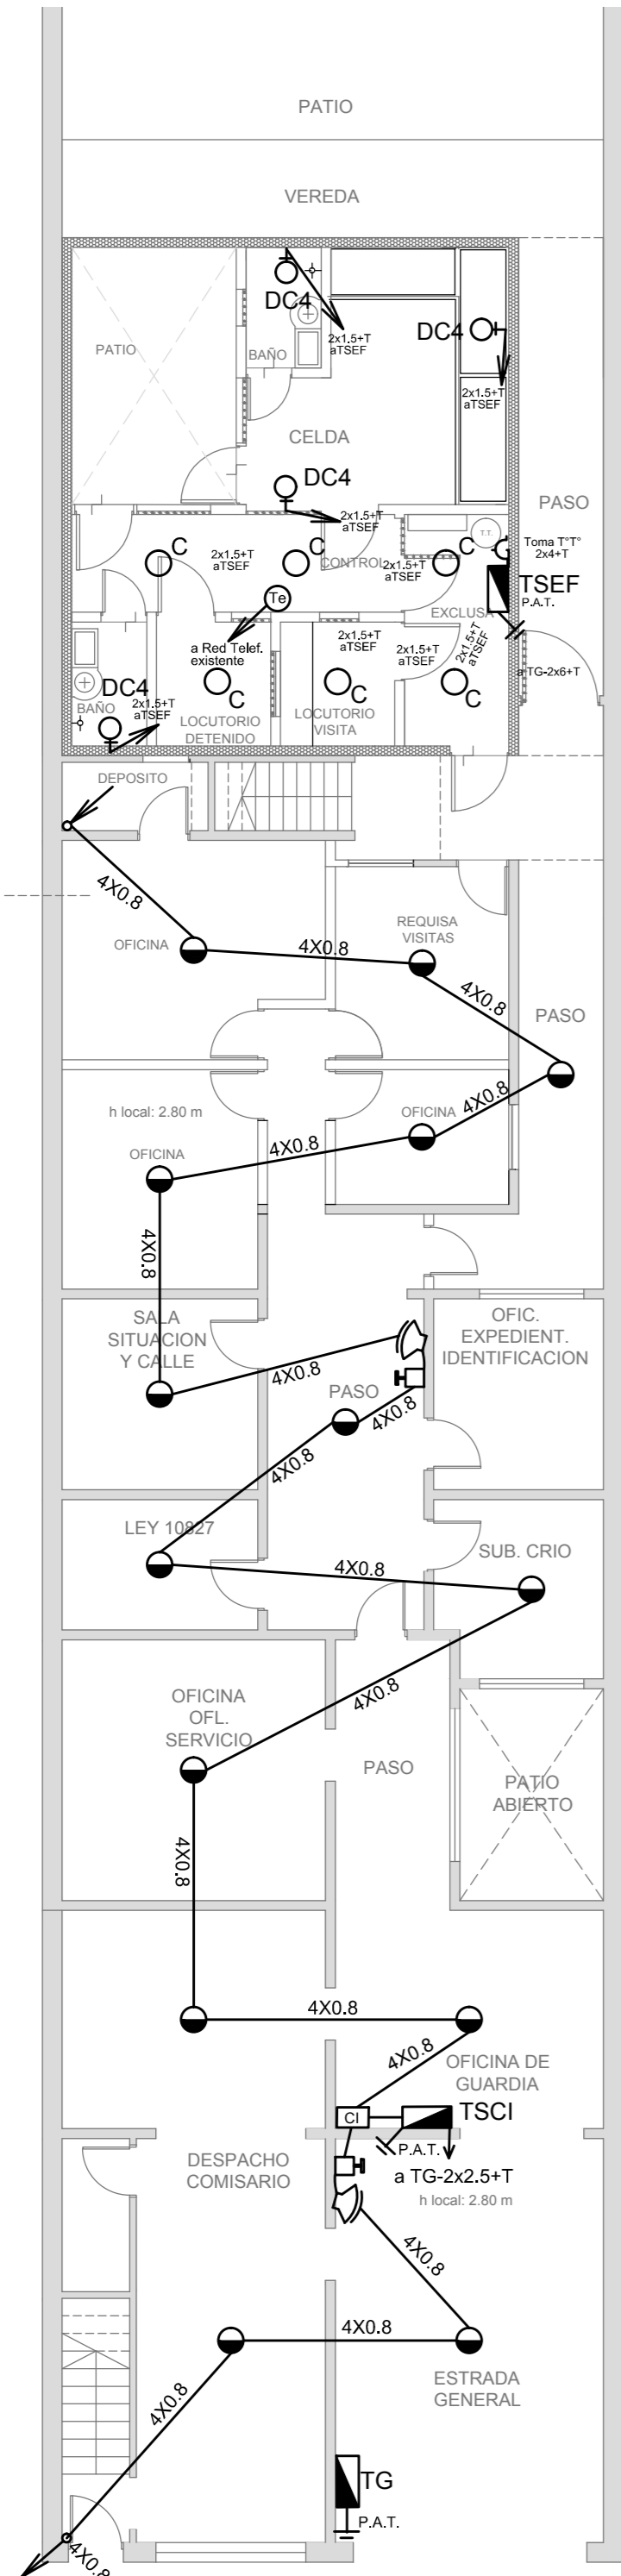 PATIO
VEREDA
DC4
2x1.5+T
aTSEF
BAÑO
PATIO
DC4
2x1.5+T
aTSEF
CELDA
DC4
2x1.5+T
aTSEF
PASO
T.T.
Toma T°T°
2x4+T
C
2x1.5+T
aTSEF
C
CONTROL
2x1.5+T
aTSEF
C
TSEF
P.A.T.
Te
EXCLUSA
a Red Telef.
existente
2x1.5+T
aTSEF
2x1.5+T
aTSEF
2x1.5+T
aTSEF
a TG-2x6+T
DC4
2x1.5+T
aTSEF
BAÑO
C
C
C
LOCUTORIO
DETENIDO
LOCUTORIO
VISITA
DEPOSITO
4X0.8
OFICINA
4X0.8
REQUISA
VISITAS
4X0.8
PASO
4X0.8
h local: 2.80 m
OFICINA
4X0.8
OFICINA
4X0.8
SALA
SITUACION
Y CALLE
OFIC.
EXPEDIENT.
IDENTIFICACION
4X0.8
PASO
4X0.8
4X0.8
LEY 10827
4X0.8
SUB. CRIO
4X0.8
OFICINA
OFL.
SERVICIO
PASO
PATIO
ABIERTO
4X0.8
4X0.8
4X0.8
OFICINA DE
GUARDIA
CI
TSCI
P.A.T.
a TG-2x2.5+T
h local: 2.80 m
DESPACHO
COMISARIO
4X0.8
4X0.8
4X0.8
ESTRADA
GENERAL
TG
P.A.T.
4X0.8